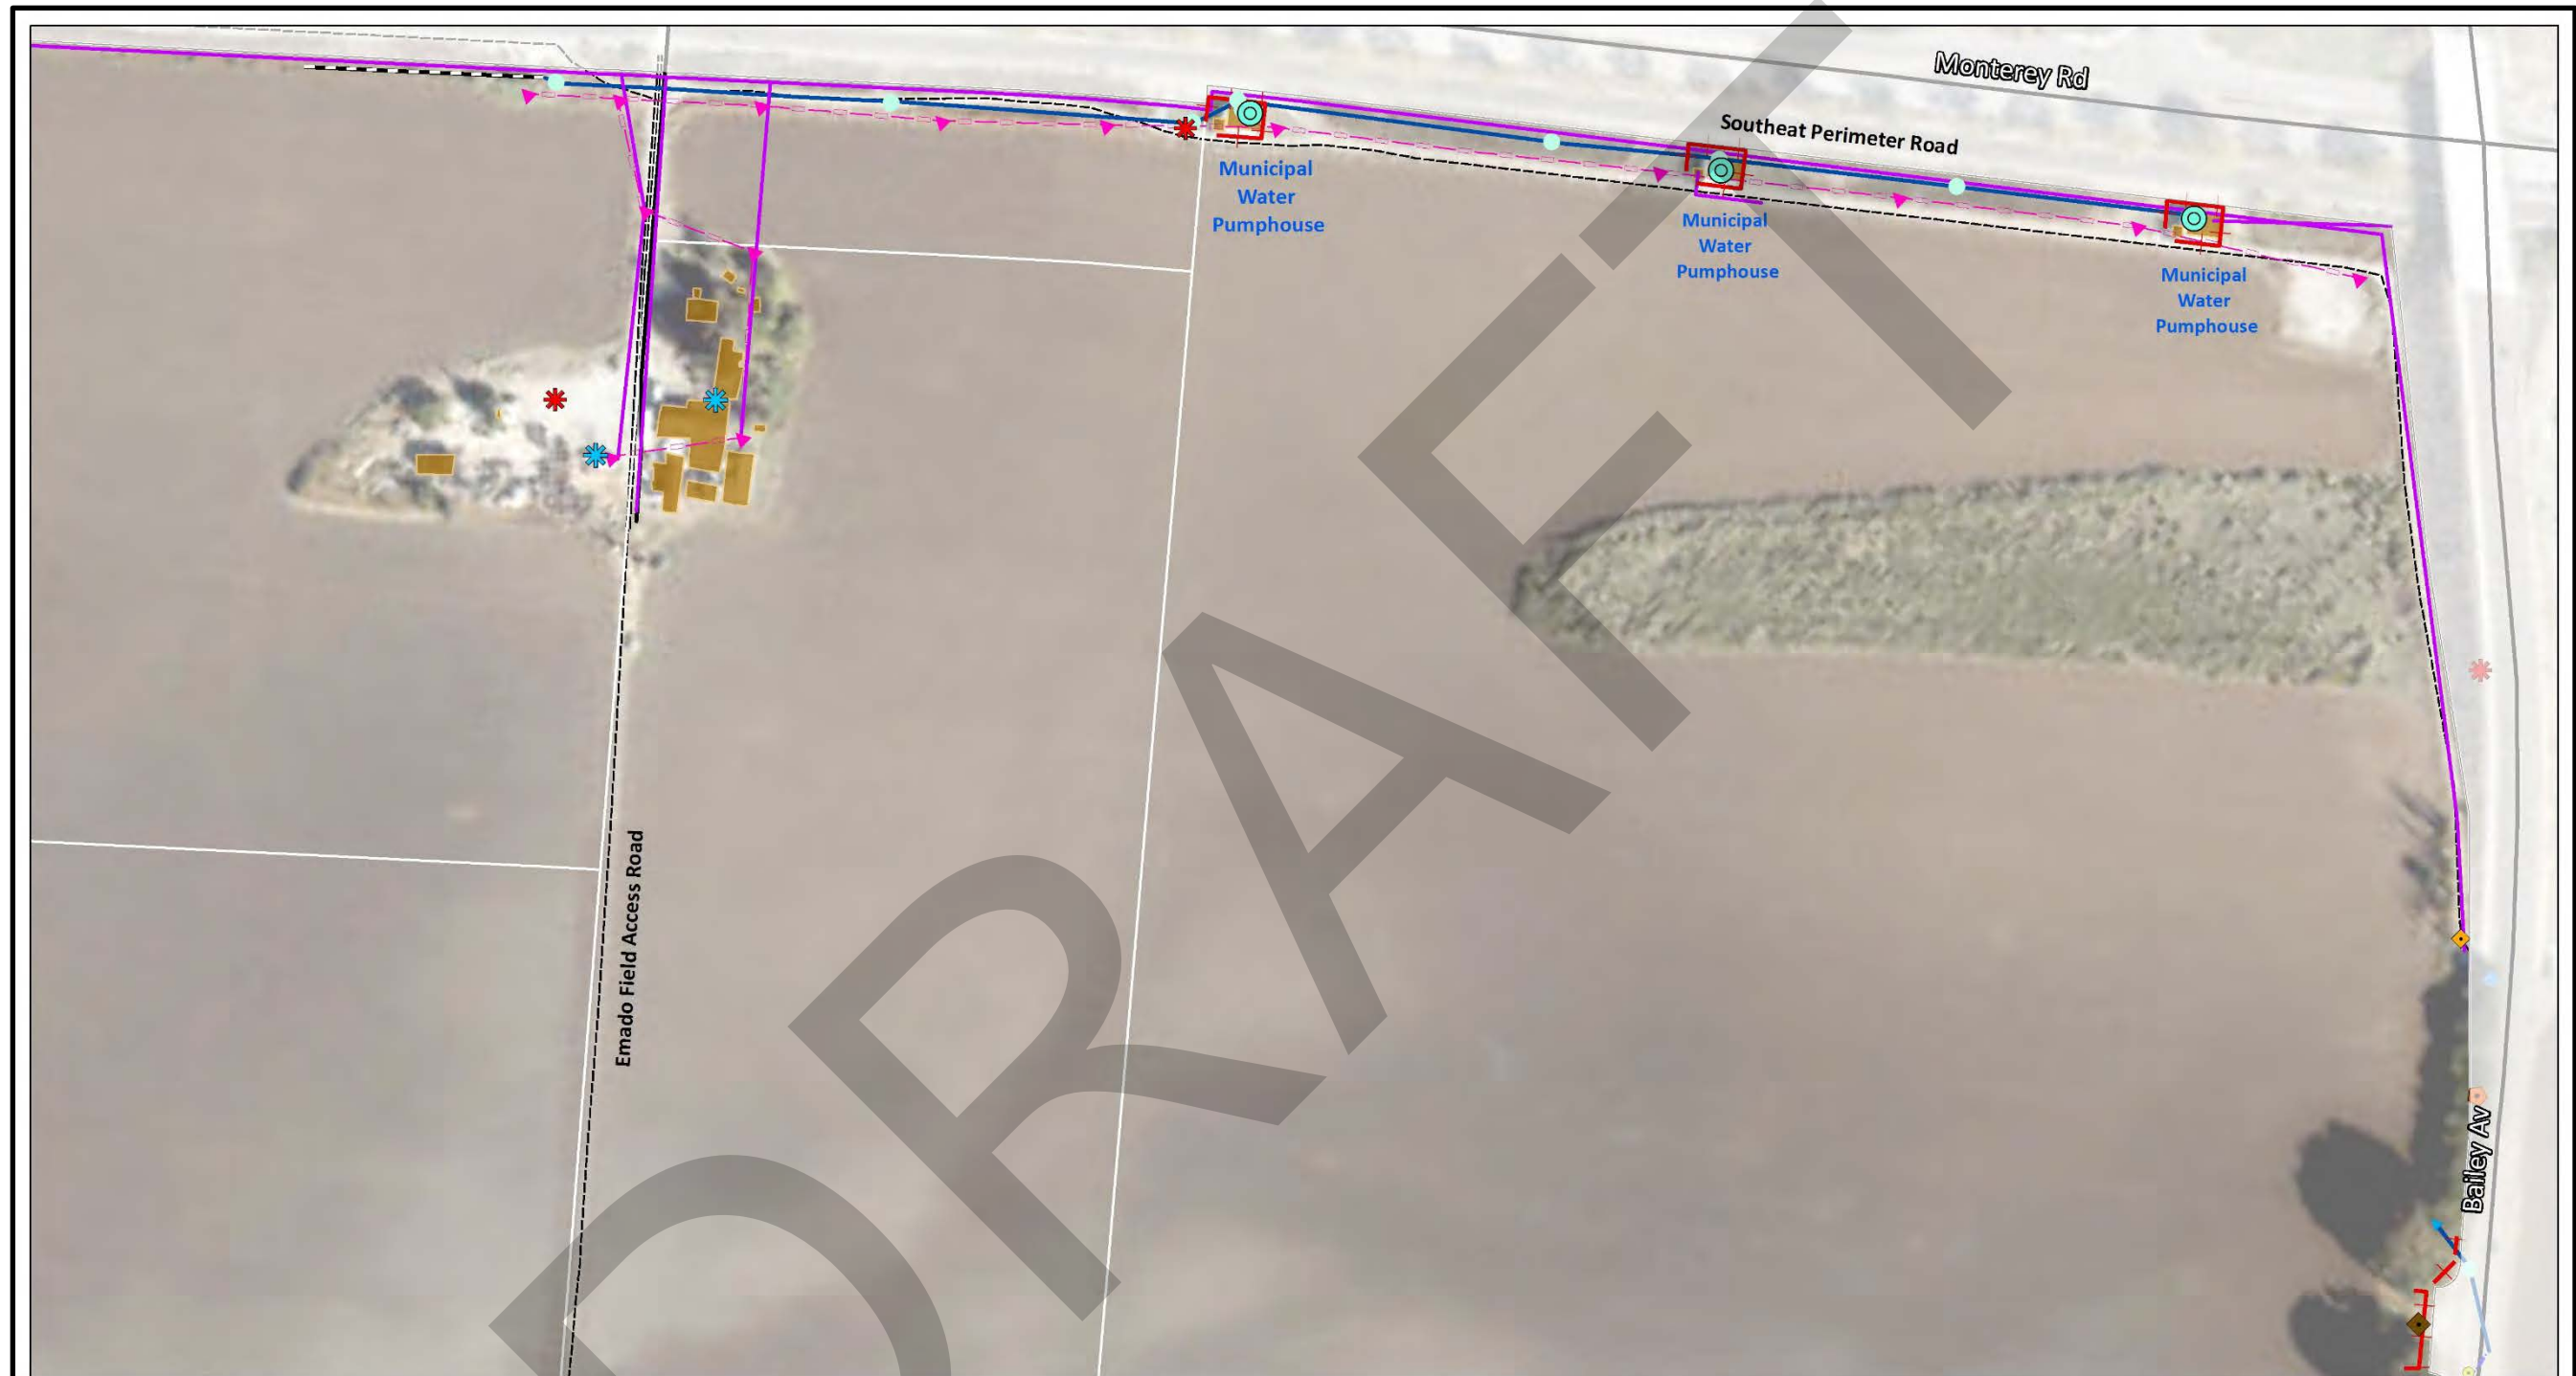 Monterey Rd
Southeat Perimeter Road
Municipal
Water
Pumphouse
Municipal
Water
Pumphouse
Municipal
Water
Pumphouse
Emado Field Access Road
Bailey Av
DRAFT